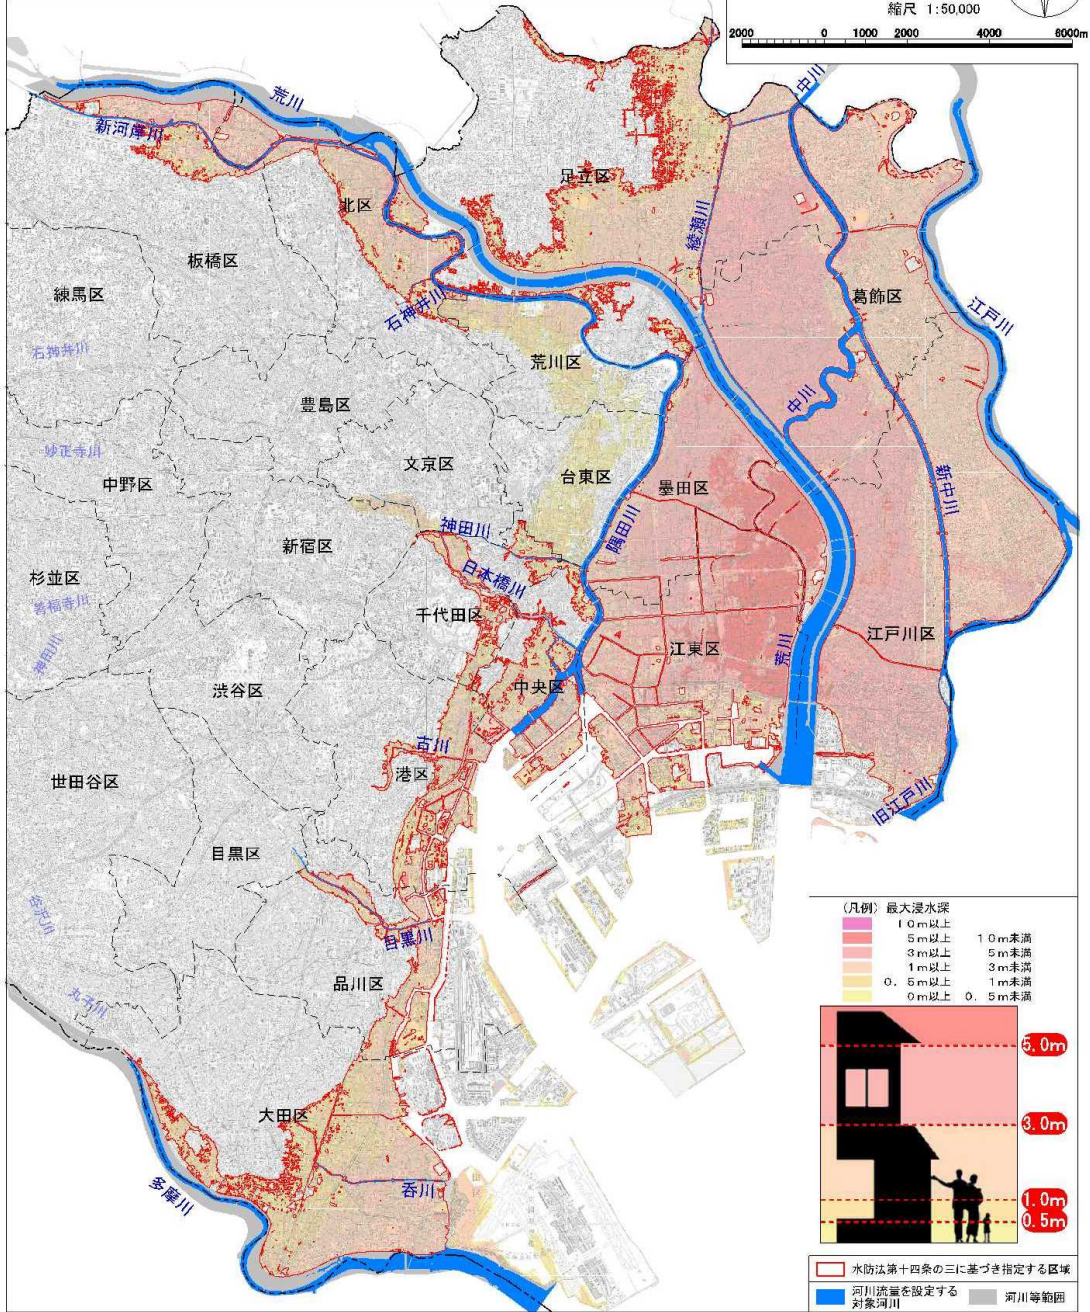 縮尺 1:50,000
2000 0 1000 2000 4000 6000m
荒川
中川
新河岸川
足立区
北区
綾瀬川
板橋区
練馬区
石神井川
葛飾区
江戸川
石神井川
荒川区
豊島区
中川
妙正寺川
文京区
台東区
中野区
墨田区
新中川
神田川
隅田川
新宿区
日本橋川
杉並区
善福寺川
千代田区
江戸川区
神田川
江東区
荒川
渋谷区
中央区
古川
港区
世田谷区
旧江戸川
目黒区
谷沢川
目黒川
品川区
丸子川
大田区
呑川
多摩川
(凡例) 最大浸水深
10m以上
5m以上 10m未満
3m以上 5m未満
1m以上 3m未満
0.5m以上 1m未満
0m以上 0.5m未満
5.0m
3.0m
1.0m
0.5m
水防法第十四条の三に基づき指定する区域
河川流量を設定する
対象河川
河川等範囲